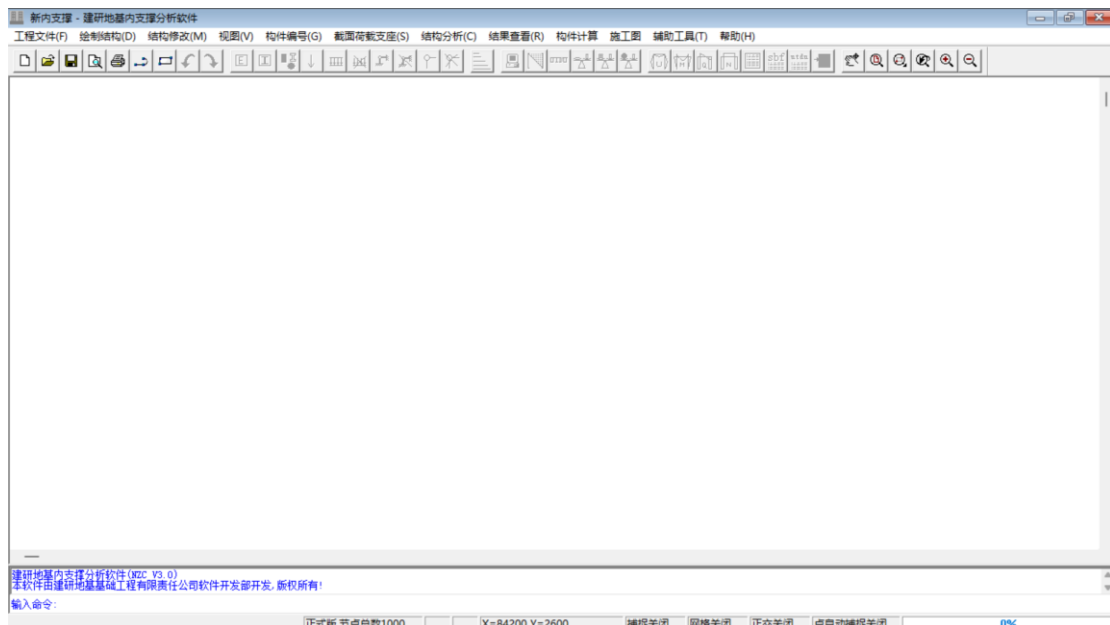 新内支撑 - 建研地基内支撑分析软件
工程文件(F) 绘制结构(D) 结构修改(M) 视图(V) 构件编号(G) 截面荷载支座(S) 结构分析(C) 结果查看(R) 构件计算 施工图 辅助工具(T) 帮助(H)
建研地基内支撑分析软件(NZC V3.0)
本软件由建研地基基础工程有限责任公司软件开发部开发,版权所有!
输入命令:
正式版 节点总数1000 X=84200 Y=2600 捕捉关闭 网格关闭 正交关闭 点自动捕捉关闭 0%